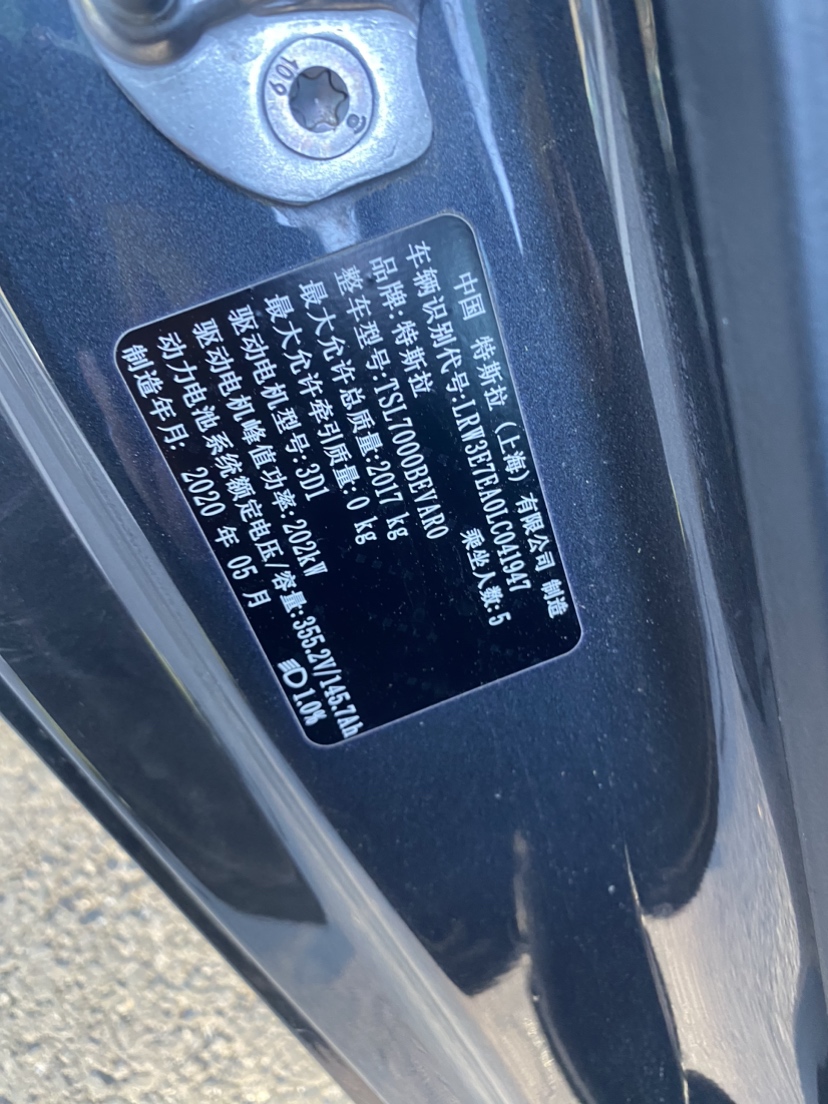 10.9
中国 特斯拉（上海）有限公司 制造
车辆识别代号:LRW3E7EA0LC041947
品牌:特斯拉 乘坐人数:5
整车型号:TSL7000BEVAR0
最大允许总质量:2017 kg
最大允许牵引质量:0 kg
驱动电机型号:3D1
驱动电机峰值功率:202kW
动力电池系统额定电压/容量:355.2V/145.7Ah
制造年月: 2020 年 05 月 1.0%